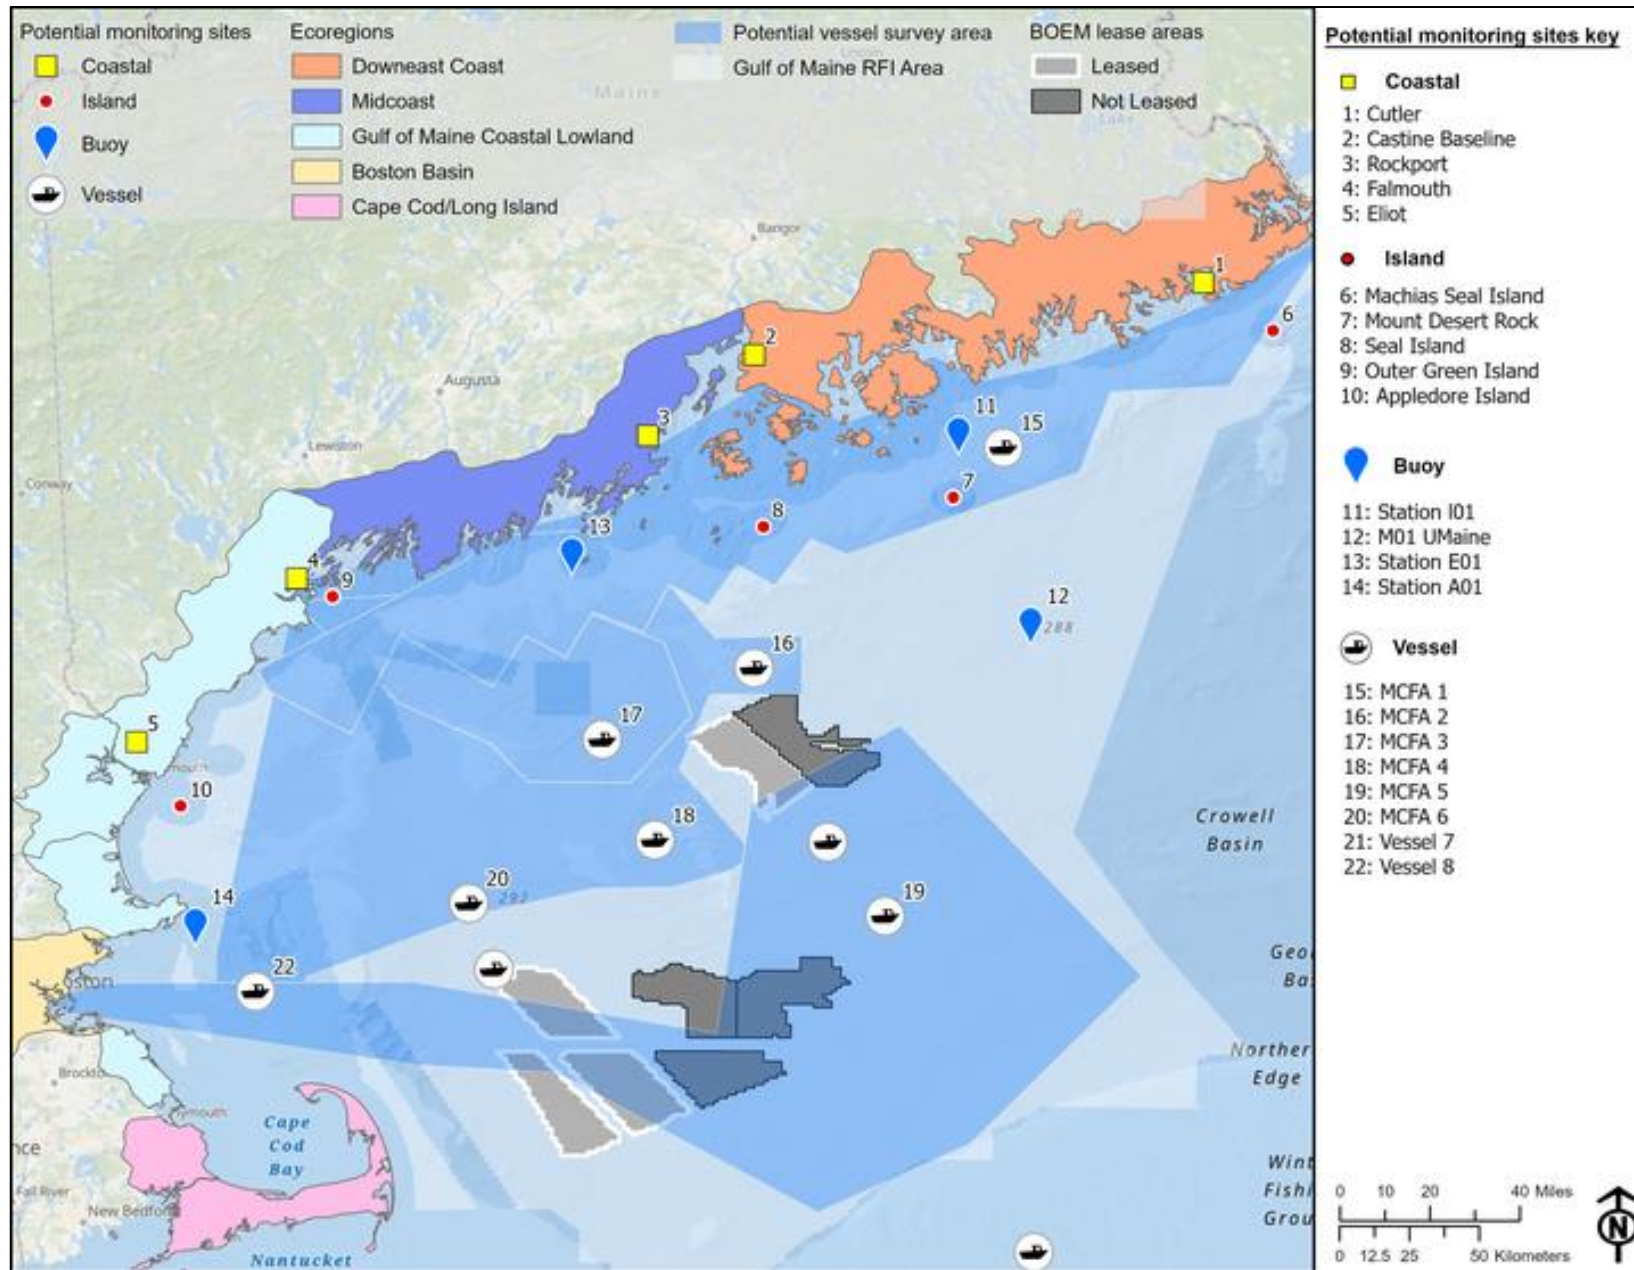 Potential monitoring sites
Coastal
Island
Buoy
Vessel
Ecoregions
Downeast Coast
Midcoast
Gulf of Maine Coastal Lowland
Boston Basin
Cape Cod/Long Island
Potential vessel survey area
Gulf of Maine RFI Area
BOEM lease areas
Leased
Not Leased
Maine
Bangor
Augusta
Lewston
Conway
1
2
3
4
5
6
7
8
9
10
11
12
288
13
14
15
16
17
18
19
20
292
22
Crowell
Basin
Norther
Edge
Wint
Fishi
Grou
Brockto
Cape
Cod
Bay
Fall River
New Bedford
Nantucket
Potential monitoring sites key
Coastal
1: Cutler
2: Castine Baseline
3: Rockport
4: Falmouth
5: Eliot
Island
6: Machias Seal Island
7: Mount Desert Rock
8: Seal Island
9: Outer Green Island
10: Appledore Island
Buoy
11: Station I01
12: M01 UMaine
13: Station E01
14: Station A01
Vessel
15: MCFA 1
16: MCFA 2
17: MCFA 3
18: MCFA 4
19: MCFA 5
20: MCFA 6
21: Vessel 7
22: Vessel 8
0 10 20 40 Miles
0 12.5 25 50 Kilometers
N